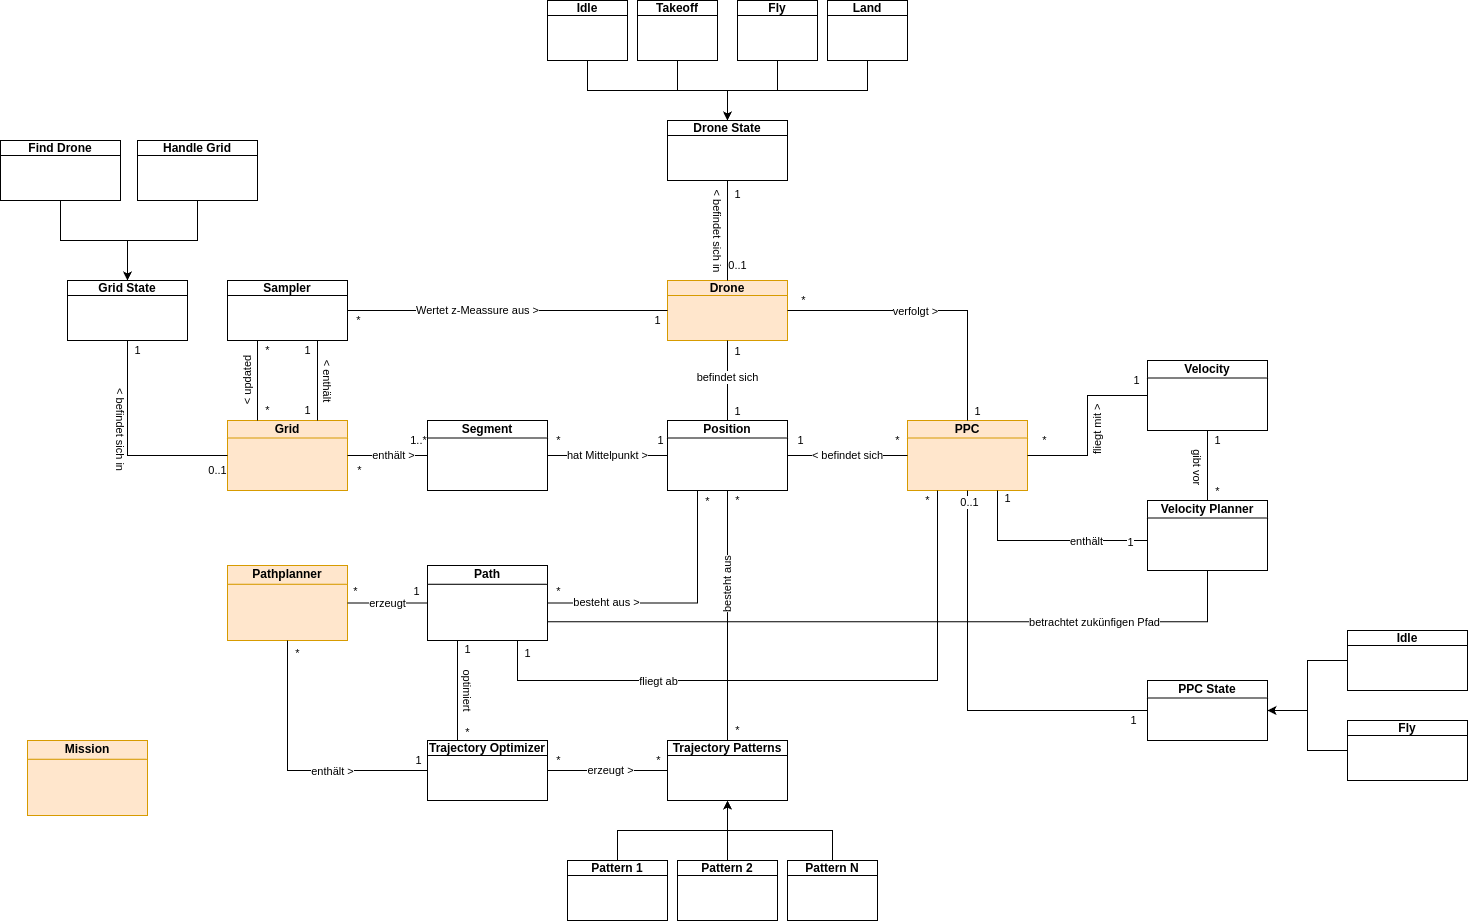 Idle
Takeoff
Fly
Land
Drone State
Find Drone
Handle Grid
1
< befindet sich in
0..1
Grid State
Sampler
Drone
Wertet z-Meassure aus >
*
1
*
verfolgt >
1
*
1
1
< updated
< enthält
befindet sich
< befindet sich in
*
1
1
1
Velocity
1
fliegt mit >
Grid
Segment
Position
PPC
1..*
*
1
1
*
*
1
enthält >
hat Mittelpunkt >
< befindet sich
gibt vor
0..1
*
*
*
*
0..1
1
*
Velocity Planner
enthält
1
besteht aus
Pathplanner
Path
*
1
*
erzeugt
besteht aus >
betrachtet zukünfigen Pfad
*
1
1
optimiert
fliegt ab
Idle
PPC State
1
Fly
*
*
Mission
Trajectory Optimizer
Trajectory Patterns
1
*
*
enthält >
erzeugt >
Pattern 1
Pattern 2
Pattern N